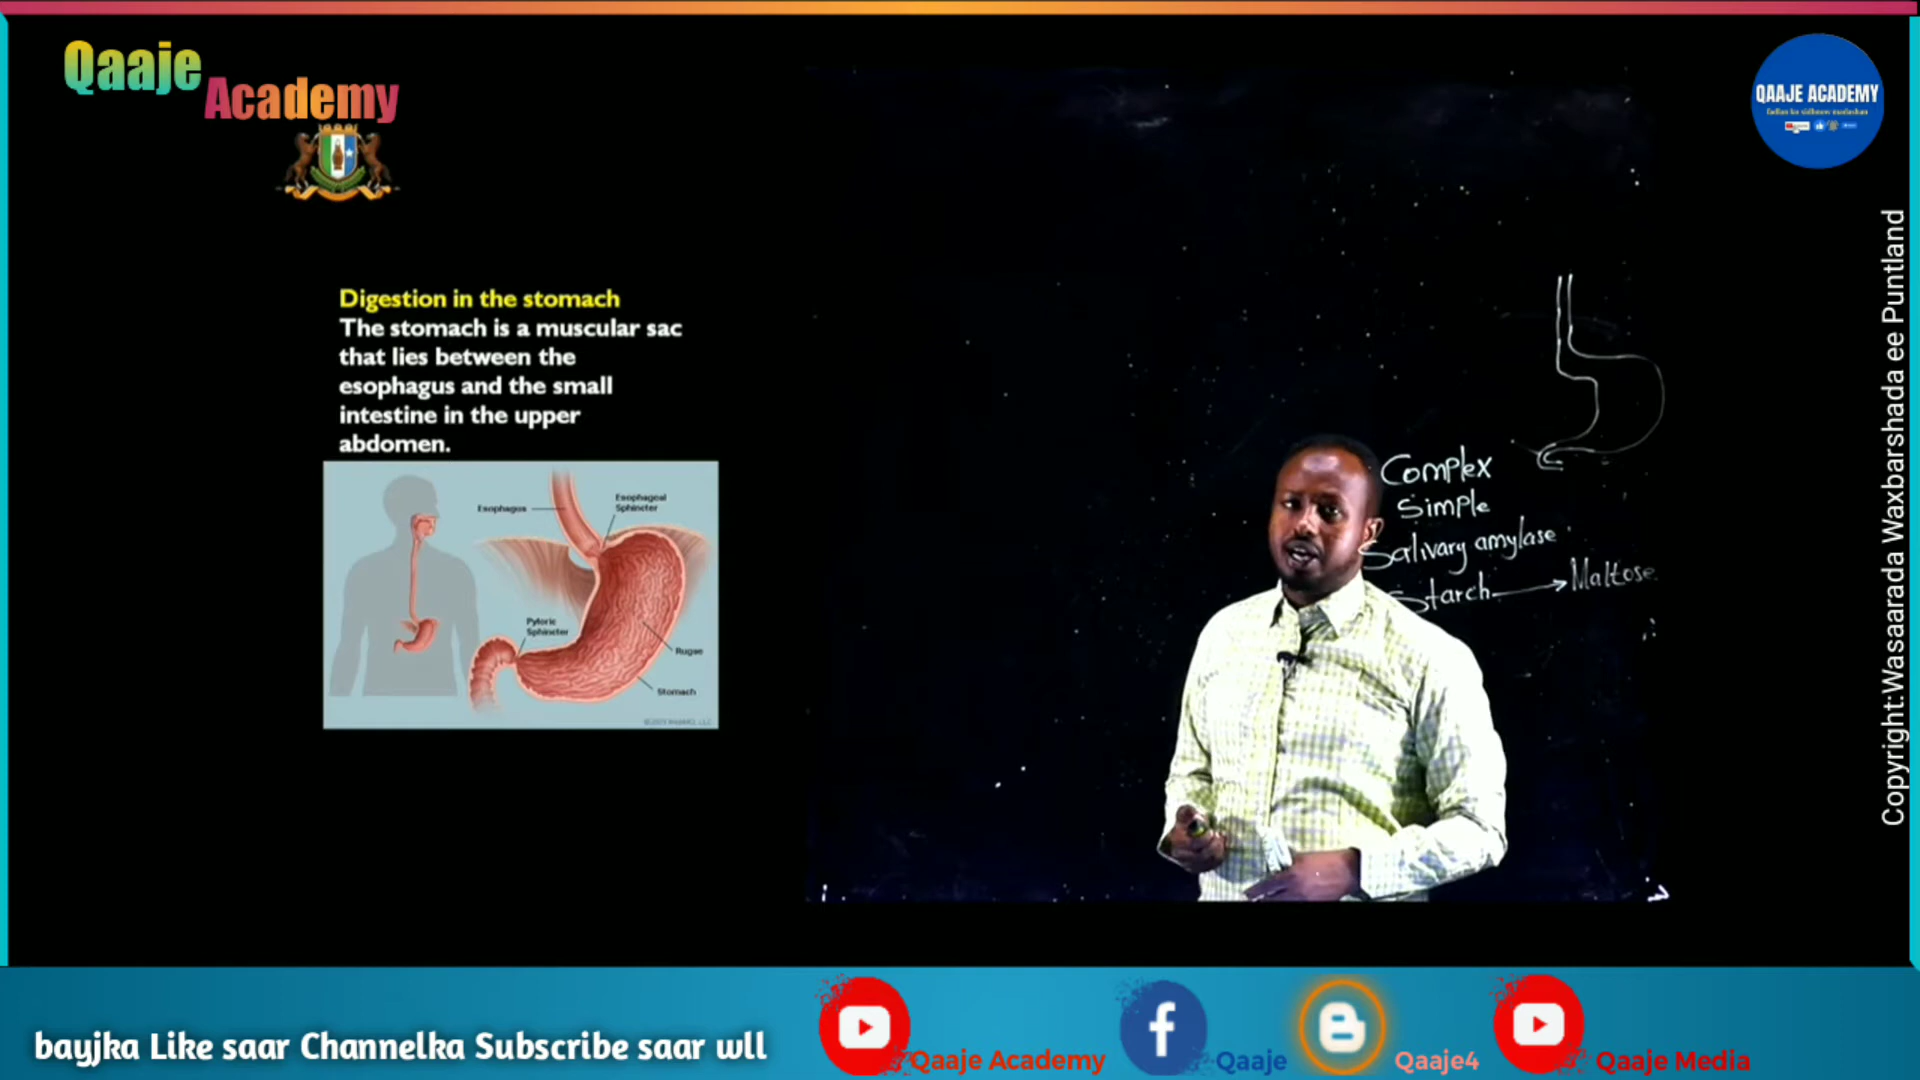 Qaaje
Academy
QAAJE ACADEMY
Digestion in the stomach
The stomach is a muscular sac
that lies between the
esophagus and the small
intestine in the upper
abdomen.
Esophagus
Esophageal
Sphincter
Pyloric
Sphincter
Rugae
Stomach
Complex
Simple
Salivary amylase
Starch → Maltose
Copyright:Wasaarada Waxbarshada ee Puntland
bayjka Like saar Channelka Subscribe saar wll
Qaaje Academy
Qaaje
Qaaje4
Qaaje Media